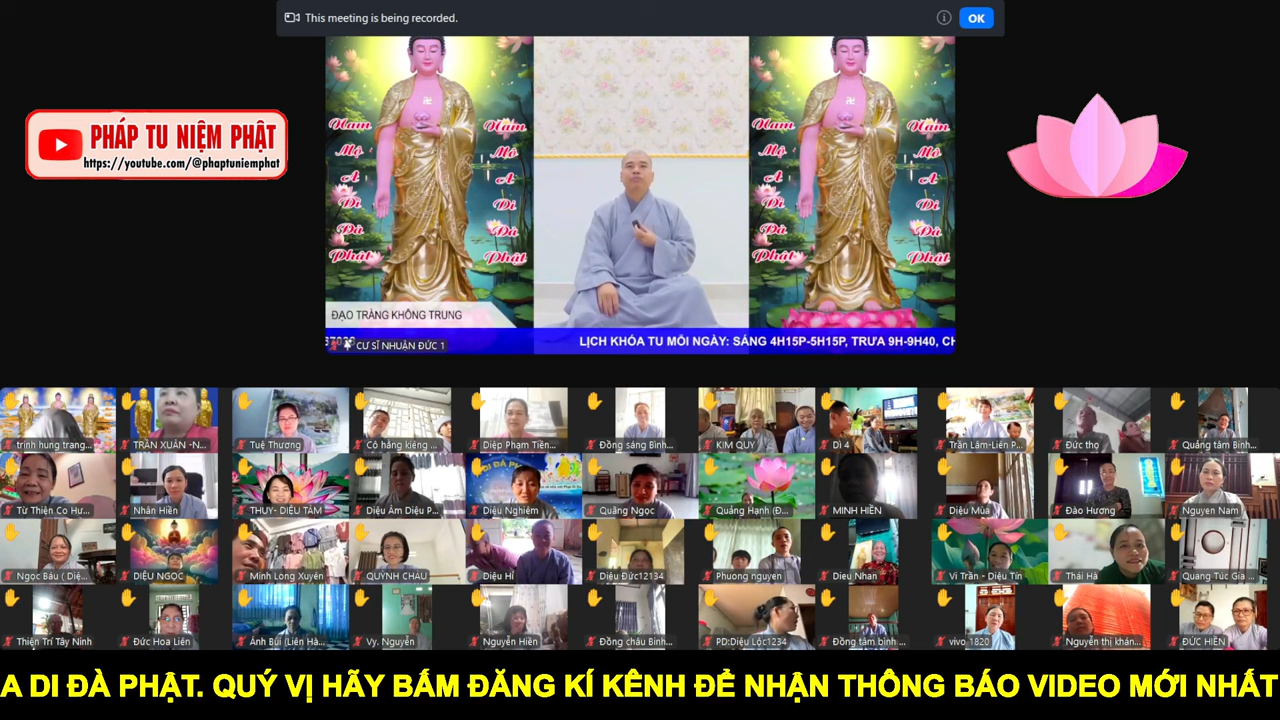 This meeting is being recorded.
OK
PHÁP TU NIỆM PHẬT
https://youtube.com/@phaptuniemphat
Nam Nam
Mô Mô
A A
Di Di
Đà Đà
Phật Phật
Nam Nam
Mô Mô
A A
Di Di
Đà Đà
Phật Phật
ĐẠO TRÀNG KHÔNG TRUNG
LỊCH KHÓA TU MỖI NGÀY: SÁNG 4H15P-5H15P, TRƯA 9H-9H40, CH
CƯ SĨ NHUẬN ĐỨC 1
trinh hung trang...
TRẦN XUÂN -N...
Tuệ Thương
Cô hằng kiêng ...
Diệp Phạm Tiền...
Đồng sáng Bình...
KIM QUY
Dì 4
Trần Lâm-Liên P...
Đức thọ
Quảng tâm Bình...
Từ Thiện Co Hư...
Nhân Hiền
THUY- DIỆU TÂM
Diệu Âm Diệu P...
Diệu Nghiêm
Quảng Ngọc
Quảng Hạnh (Đ...
MINH HIỀN
Diệu Mùa
Đào Hương
Nguyen Nam
Ngọc Báu ( Diệ...
DIỆU NGỌC
Minh Long Xuyên
QUỲNH CHÂU
Diệu Hỉ
Diệu Đức12134
Phuong nguyen
Dieu Nhan
Vi Trần - Diệu Tín
Thái Hà
Quang Túc Gia ...
Thiện Trí Tây Ninh
Đức Hoa Liên
Ánh Bùi (Liên Hà...
Vy. Nguyễn
Nguyễn Hiền
Đồng châu Bình...
PD:Diệu Lộc1234
Đồng tâm bình ...
vivo 1820
Nguyễn thị khán...
ĐỨC HIỀN
A DI ĐÀ PHẬT. QUÝ VỊ HÃY BẤM ĐĂNG KÍ KÊNH ĐỂ NHẬN THÔNG BÁO VIDEO MỚI NHẤT